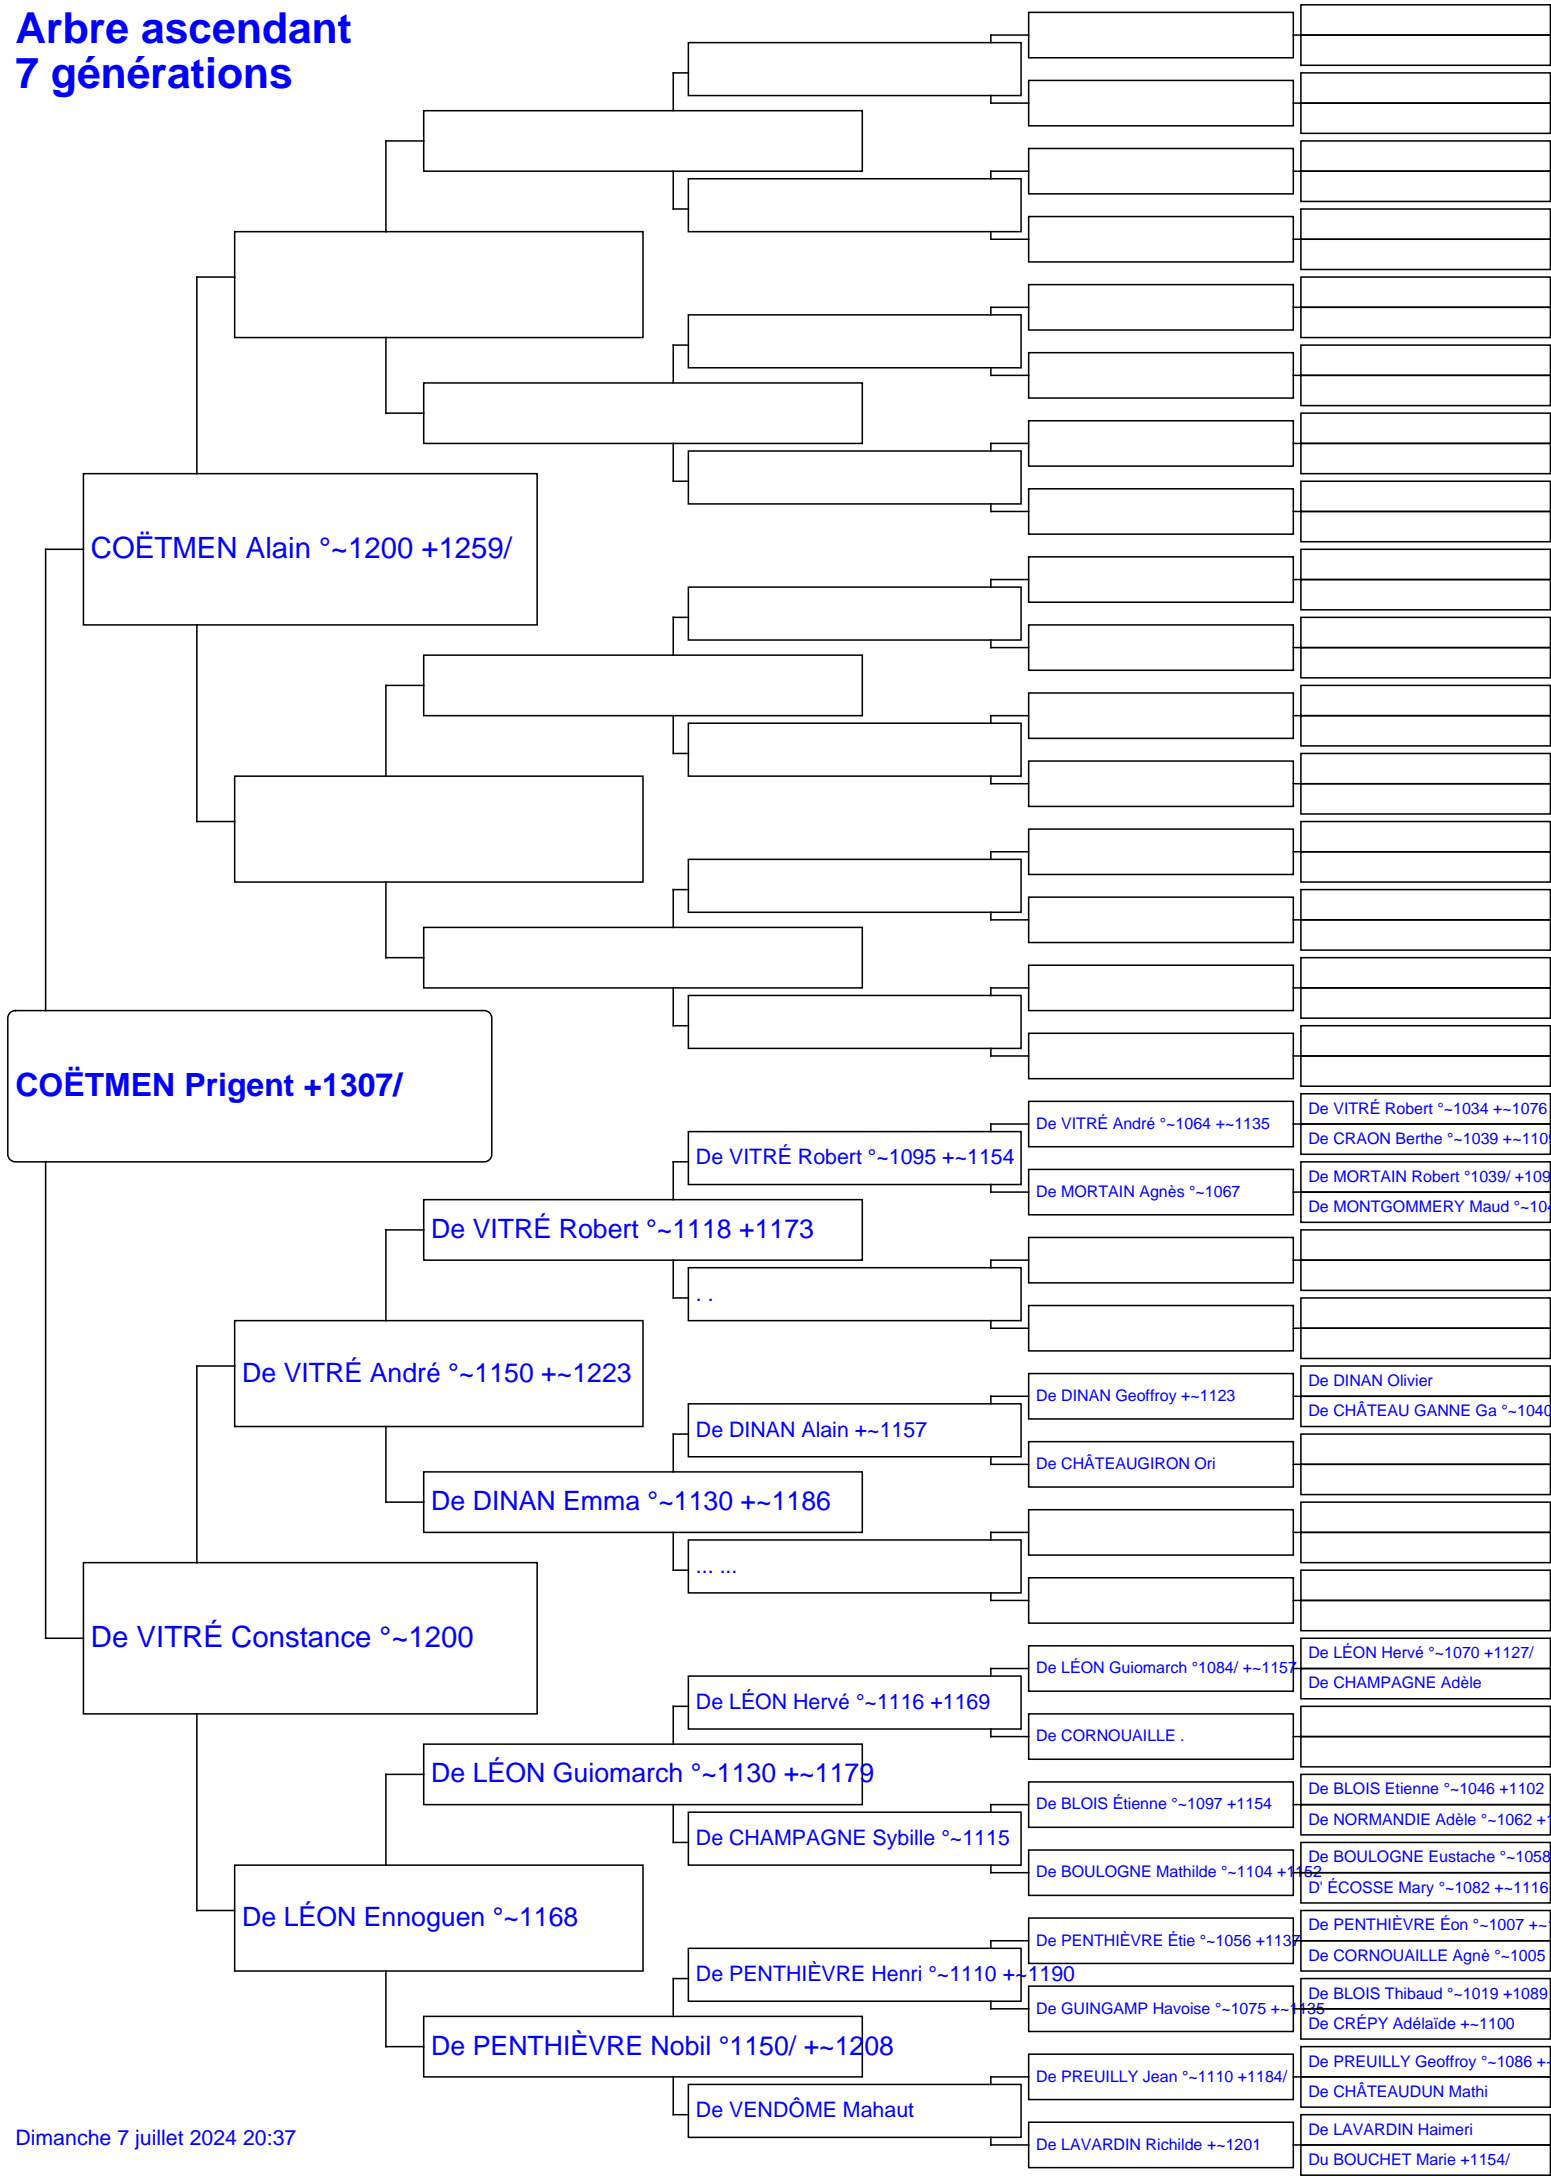 Arbre ascendant
7 générations
COËTMEN Alain °~1200 +1259/
COËTMEN Prigent +1307/
De VITRÉ Robert °~1034 +~1076
De VITRÉ André °~1064 +~1135
De CRAON Berthe °~1039 +~110
De VITRÉ Robert °~1095 +~1154
De MORTAIN Robert °1039/ +109
De MORTAIN Agnès °~1067
De MONTGOMMERY Maud °~104
De VITRÉ Robert °~1118 +1173
. .
De VITRÉ André °~1150 +~1223
De DINAN Olivier
De DINAN Geoffroy +~1123
De CHÂTEAU GANNE Ga °~1040
De DINAN Alain +~1157
De CHÂTEAUGIRON Ori
De DINAN Emma °~1130 +~1186
... ...
De VITRÉ Constance °~1200
De LÉON Hervé °~1070 +1127/
De LÉON Guiomarch °1084/ +~1157
De CHAMPAGNE Adèle
De LÉON Hervé °~1116 +1169
De CORNOUAILLE .
De LÉON Guiomarch °~1130 +~1179
De BLOIS Etienne °~1046 +1102
De BLOIS Étienne °~1097 +1154
De NORMANDIE Adèle °~1062 +1
De CHAMPAGNE Sybille °~1115
De BOULOGNE Eustache °~1058
De BOULOGNE Mathilde °~1104 +1152
D' ÉCOSSE Mary °~1082 +~1116
De LÉON Ennoguen °~1168
De PENTHIÈVRE Éon °~1007 +~
De PENTHIÈVRE Étie °~1056 +1137
De CORNOUAILLE Agnè °~1005
De PENTHIÈVRE Henri °~1110 +~1190
De BLOIS Thibaud °~1019 +1089
De GUINGAMP Havoise °~1075 +~1135
De CRÉPY Adélaïde +~1100
De PENTHIÈVRE Nobil °1150/ +~1208
De PREUILLY Geoffroy °~1086 +~
De PREUILLY Jean °~1110 +1184/
De CHÂTEAUDUN Mathi
De VENDÔME Mahaut
De LAVARDIN Haimeri
De LAVARDIN Richilde +~1201
Du BOUCHET Marie +1154/
Dimanche 7 juillet 2024 20:37